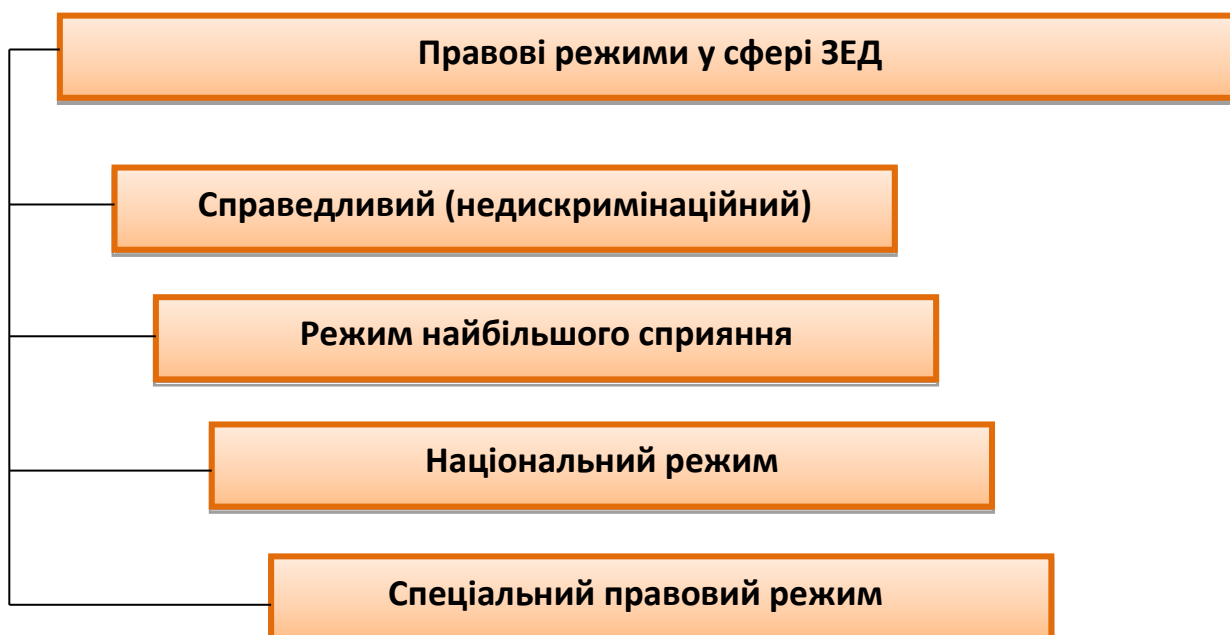 Правові режими у сфері ЗЕД
Справедливий (недискримінаційний)
Режим найбільшого сприяння
Національний режим
Спеціальний правовий режим